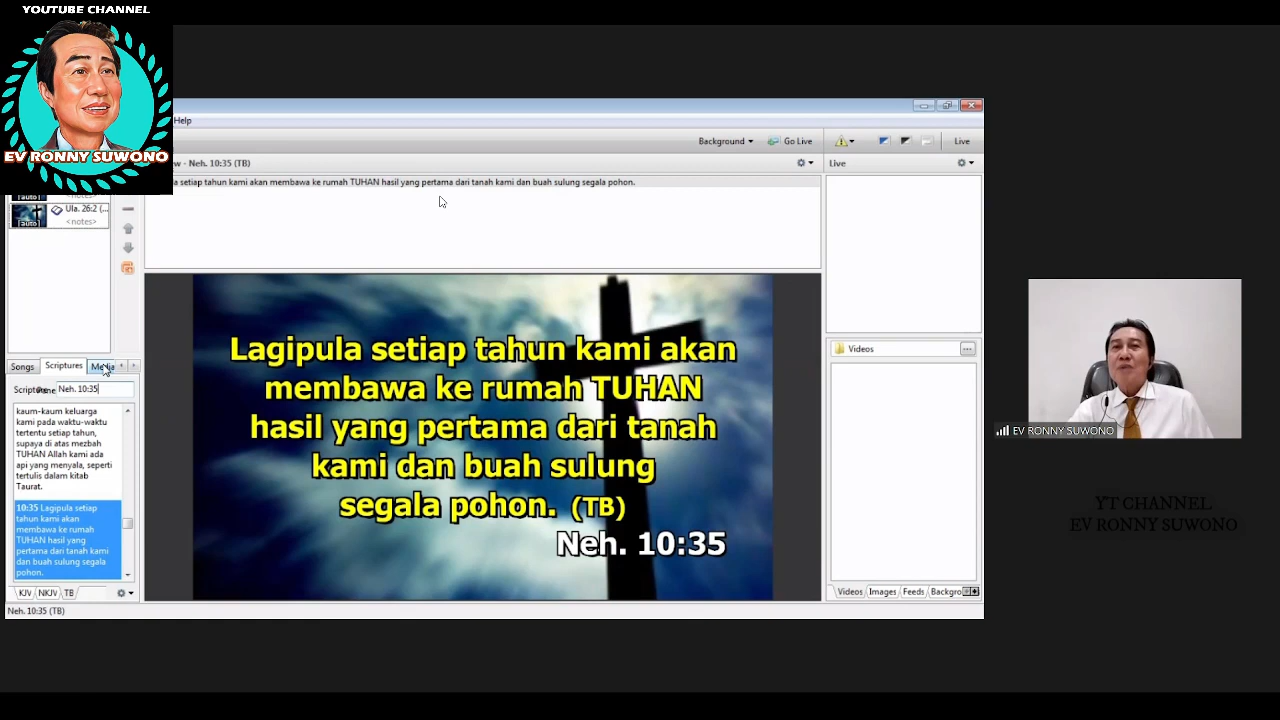 YOUTUBE CHANNEL
EV RONNY SUWONO
Help
Background
Go Live
Live
- Neh. 10:35 (TB)
Live
setiap tahun kami akan membawa ke rumah TUHAN hasil yang pertama dari tanah kami dan buah sulung segala pohon.
[auto]
<notes>
Ula. 26:2 (...
<notes>
[auto]
Lagipula setiap tahun kami akan
membawa ke rumah TUHAN
hasil yang pertama dari tanah
kami dan buah sulung
segala pohon. (TB)
Neh. 10:35
Videos
Songs
Scriptures
Media
Neh. 10:35
kaum-kaum keluarga
kami pada waktu-waktu
tertentu setiap tahun,
supaya di atas mezbah
TUHAN Allah kami ada
api yang menyala, seperti
tertulis dalam kitab
Taurat.
10:35 Lagipula setiap
tahun kami akan
membawa ke rumah
TUHAN hasil yang
pertama dari tanah kami
dan buah sulung segala
pohon.
KJV
NKJV
TB
Videos
Images
Feeds
Backgro
Neh. 10:35 (TB)
EV RONNY SUWONO
YT CHANNEL
EV RONNY SUWONO